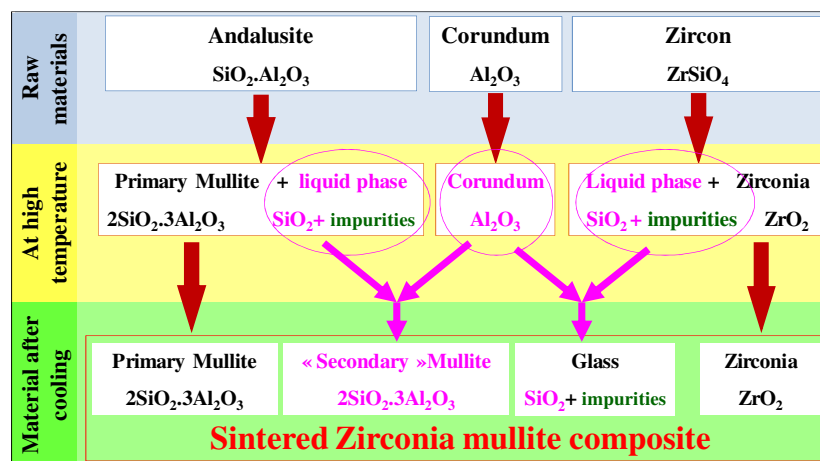 Raw materials
Andalusite
SiO₂.Al₂O₃
Corundum
Al₂O₃
Zircon
ZrSiO₄
At high temperature
Primary Mullite + liquid phase
2SiO₂.3Al₂O₃ SiO₂+ impurities
Corundum
Al₂O₃
Liquid phase + Zirconia
SiO₂ + impurities ZrO₂
Material after cooling
Primary Mullite
2SiO₂.3Al₂O₃
« Secondary »Mullite
2SiO₂.3Al₂O₃
Glass
SiO₂+ impurities
Zirconia
ZrO₂
Sintered Zirconia mullite composite